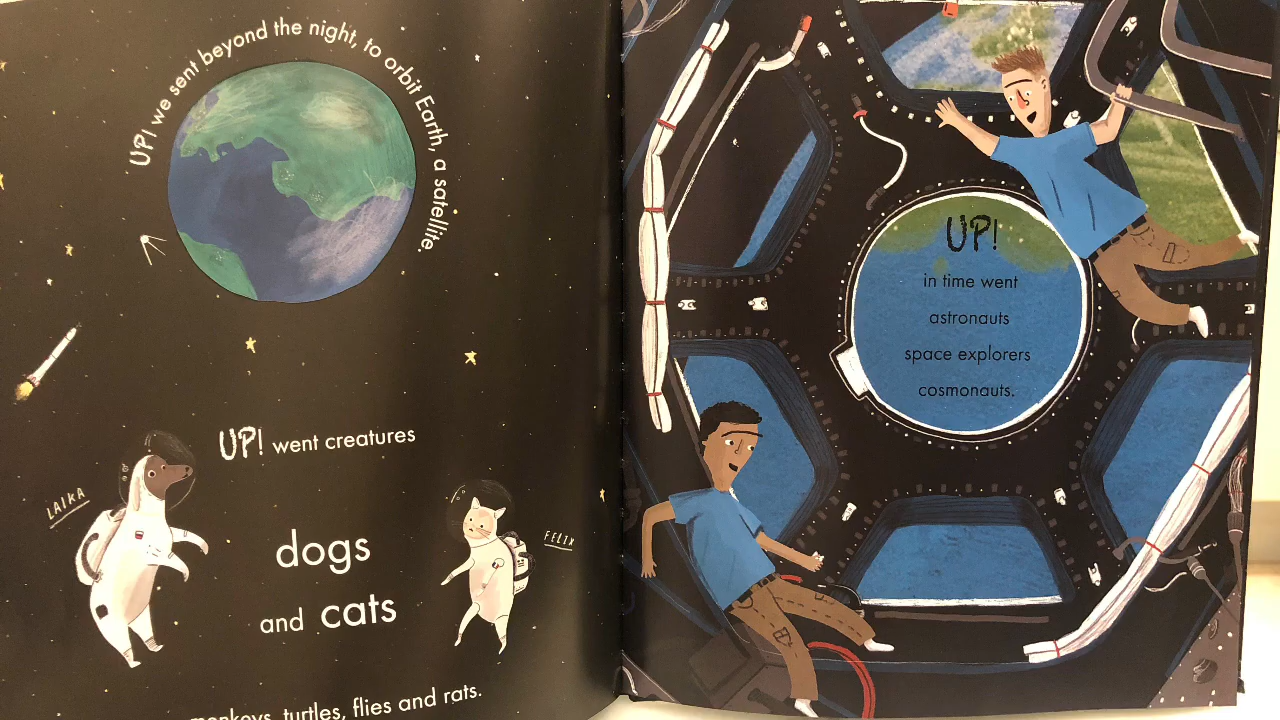 UP! we sent beyond the night, to orbit Earth, a satellite.
UP! went creatures
LAIKA
FELIX
dogs
and cats
monkeys, turtles, flies and rats.
UP!
in time went
astronauts
space explorers
cosmonauts.